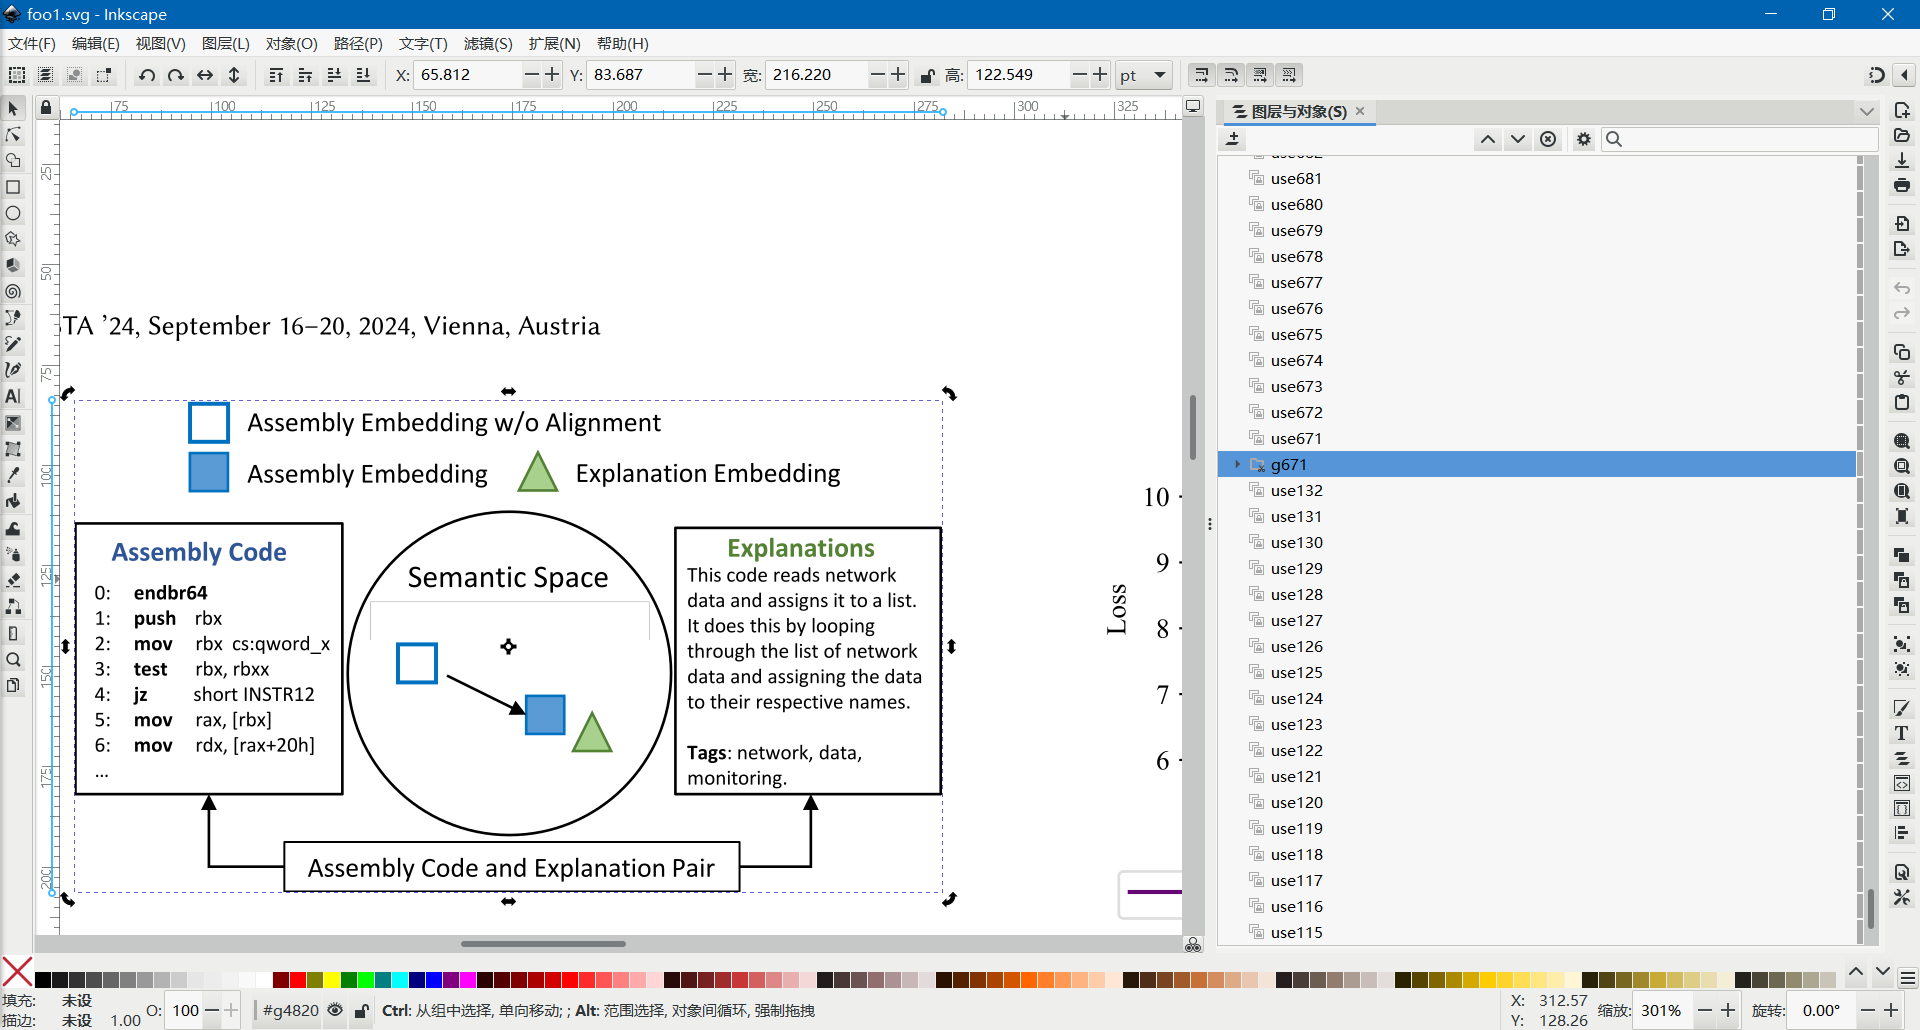 foo1.svg - Inkscape
文件(F) 编辑(E) 视图(V) 图层(L) 对象(O) 路径(P) 文字(T) 滤镜(S) 扩展(N) 帮助(H)
X: 65.812 Y: 83.687 宽: 216.220 高: 122.549 pt
75 100 125 150 175 200 225 250 275 300 325
25
50
75
100
125
150
175
200
TA ’24, September 16–20, 2024, Vienna, Austria
Assembly Embedding w/o Alignment
Assembly Embedding
Explanation Embedding
Assembly Code
0: endbr64
1: push rbx
2: mov rbx cs:qword_x
3: test rbx, rbxx
4: jz short INSTR12
5: mov rax, [rbx]
6: mov rdx, [rax+20h]
...
Semantic Space
Explanations
This code reads network
data and assigns it to a list.
It does this by looping
through the list of network
data and assigning the data
to their respective names.
Tags: network, data,
monitoring.
Assembly Code and Explanation Pair
Loss
10
9
8
7
6
图层与对象(S)
use682
use681
use680
use679
use678
use677
use676
use675
use674
use673
use672
use671
g671
use132
use131
use130
use129
use128
use127
use126
use125
use124
use123
use122
use121
use120
use119
use118
use117
use116
use115
填充: 未设
描边: 未设 1.00
O: 100
#g4820
Ctrl: 从组中选择, 单向移动; ; Alt: 范围选择, 对象间循环, 强制拖拽
X: 312.57
Y: 128.26
缩放: 301%
旋转: 0.00°